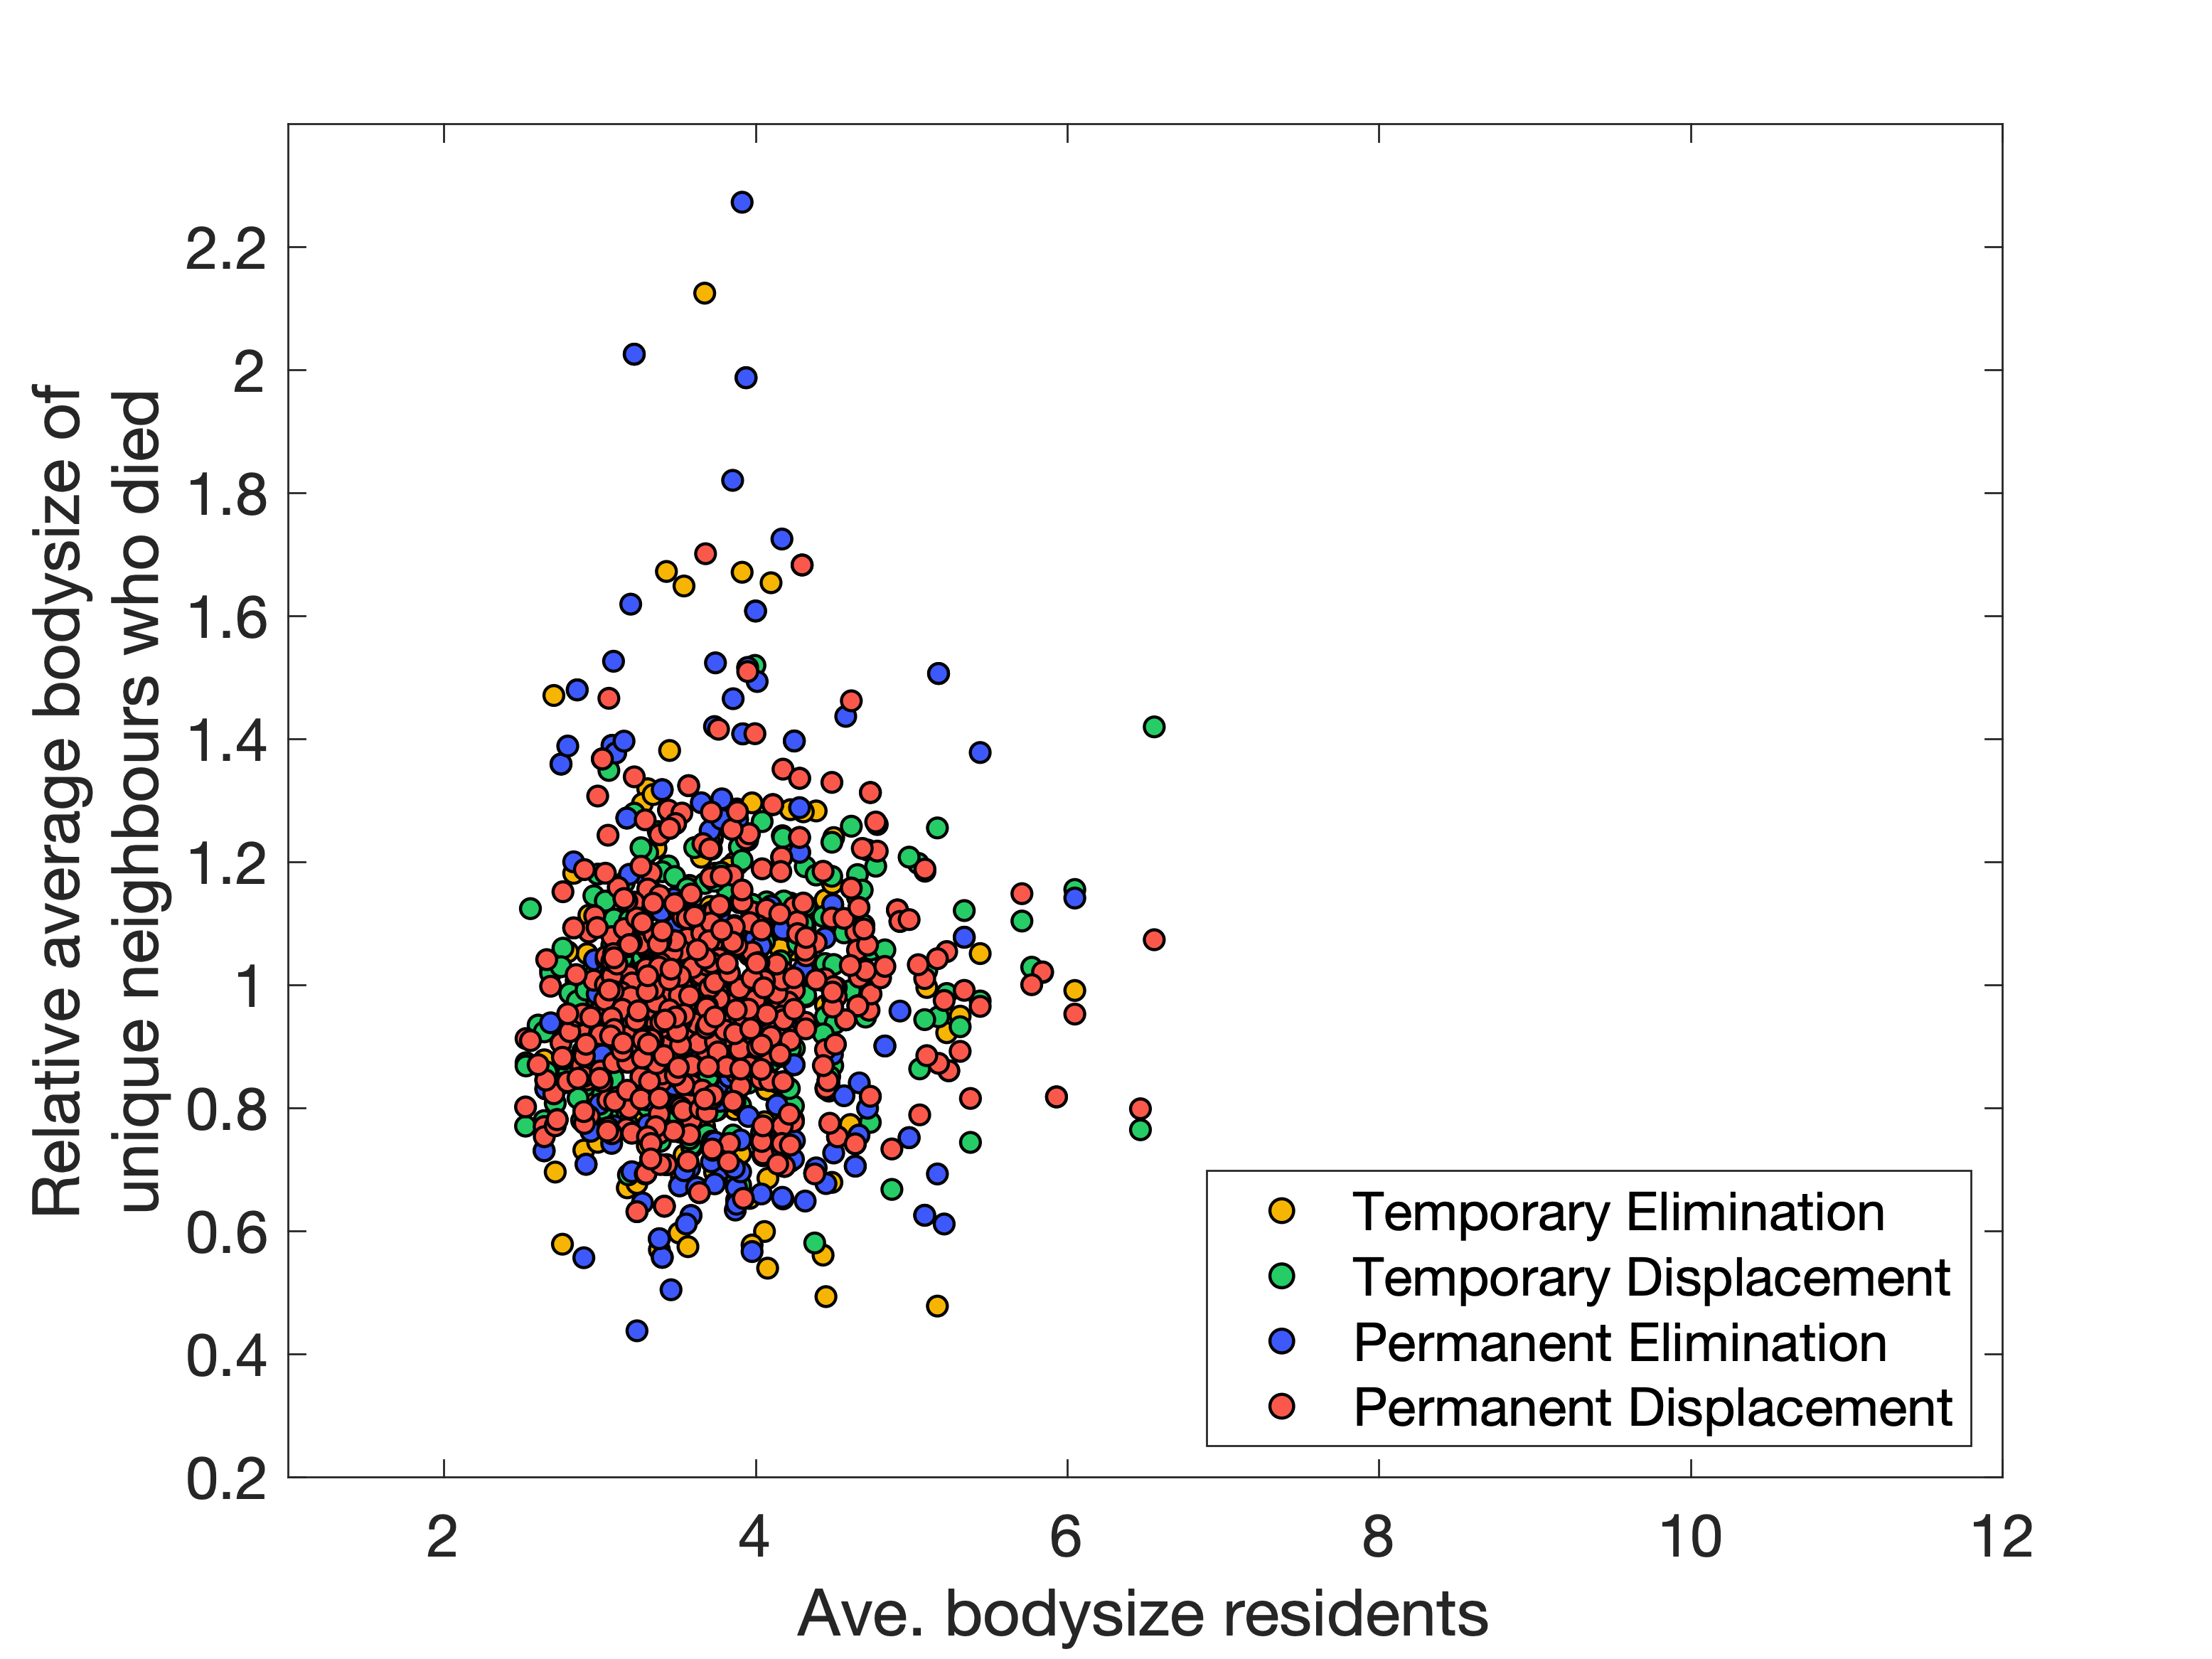 Relative average bodysize of
unique neighbours who died
2.2
2
1.8
1.6
1.4
1.2
1
0.8
0.6
0.4
0.2
2
4
6
8
10
12
Ave. bodysize residents
Temporary Elimination
Temporary Displacement
Permanent Elimination
Permanent Displacement